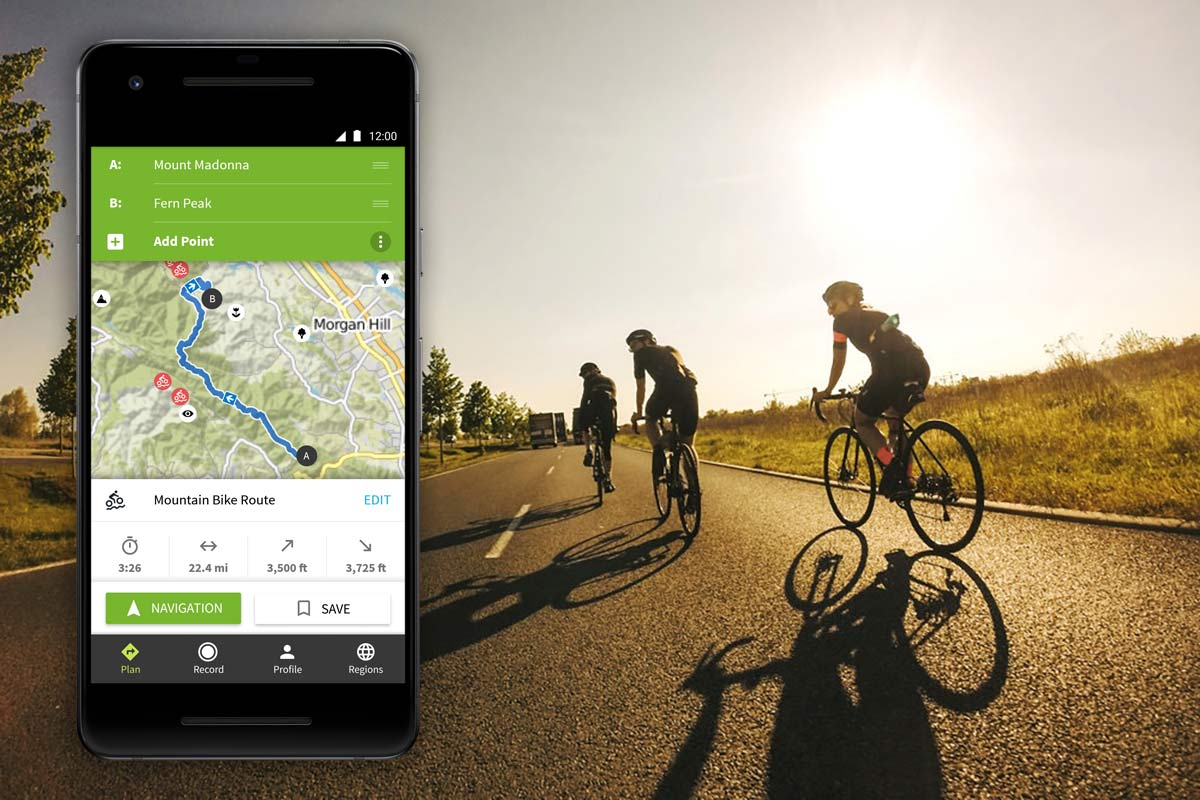 12:00
A: Mount Madonna
B: Fern Peak
Add Point
B
Morgan Hill
A
Mountain Bike Route EDIT
3:26 22.4 mi 3,500 ft 3,725 ft
NAVIGATION SAVE
Plan Record Profile Regions